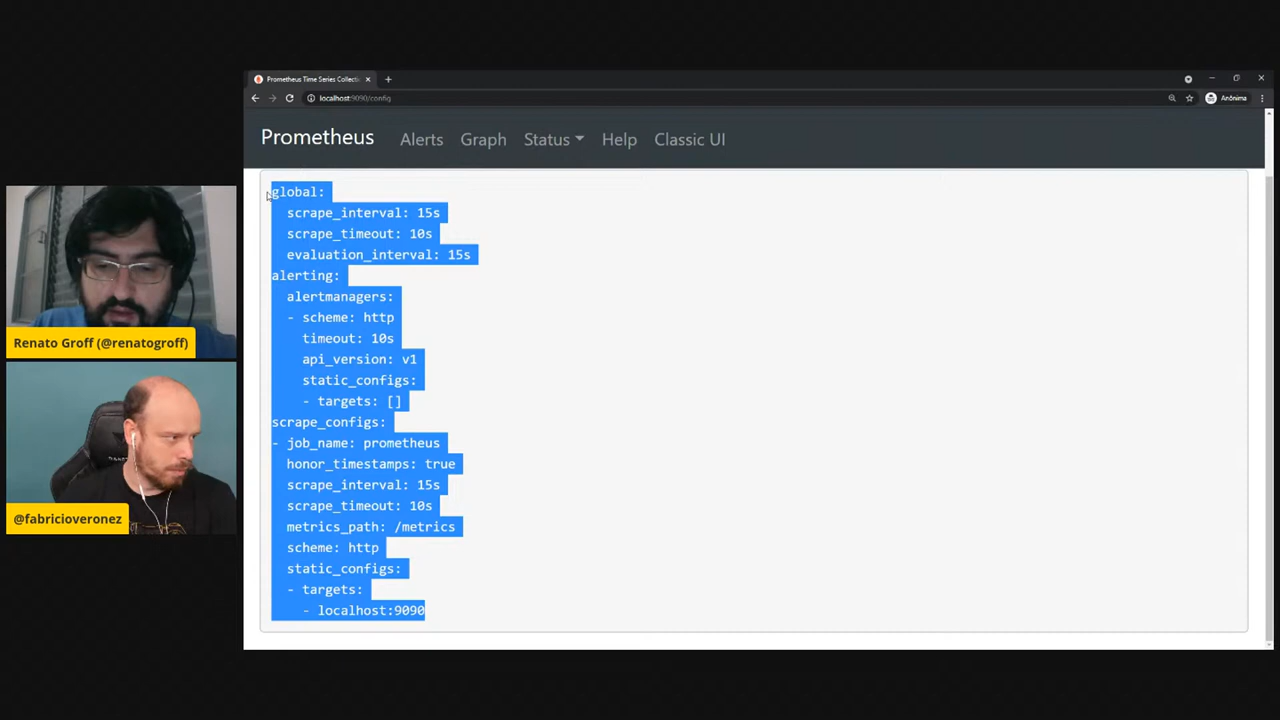 Prometheus Time Series Collecti
localhost:9090/config
Anônima
Prometheus
Alerts
Graph
Status
Help
Classic UI
global:
scrape_interval: 15s
scrape_timeout: 10s
evaluation_interval: 15s
alerting:
alertmanagers:
- scheme: http
timeout: 10s
api_version: v1
static_configs:
- targets: []
scrape_configs:
- job_name: prometheus
honor_timestamps: true
scrape_interval: 15s
scrape_timeout: 10s
metrics_path: /metrics
scheme: http
static_configs:
- targets:
- localhost:9090
Renato Groff (@renatogroff)
@fabricioveronez